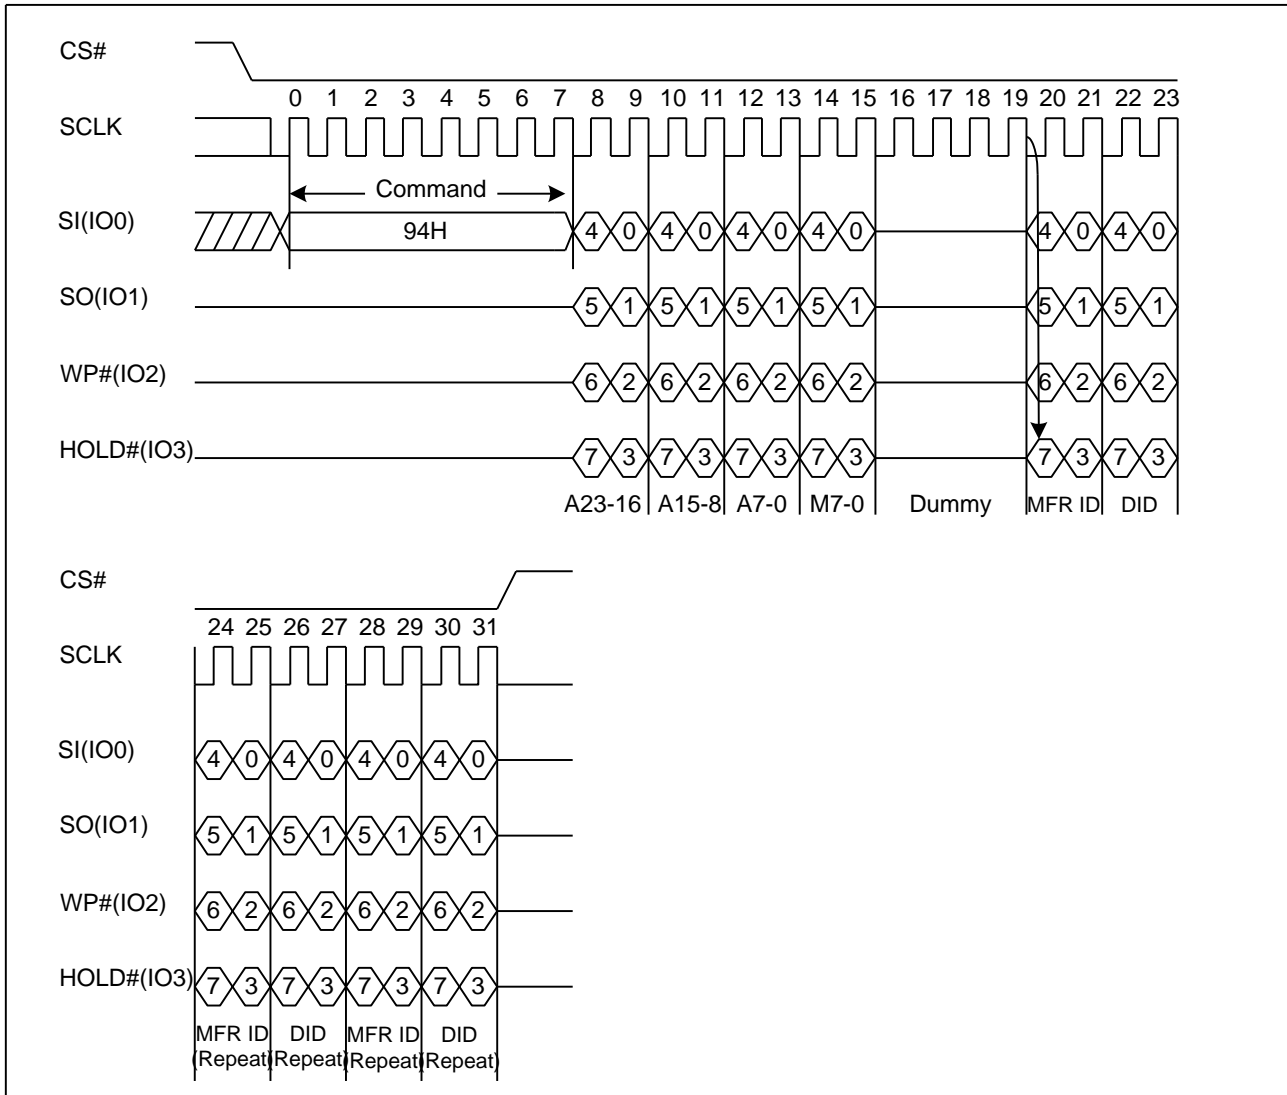 CS#
0 1 2 3 4 5 6 7 8 9 10 11 12 13 14 15 16 17 18 19 20 21 22 23
SCLK
Command
SI(IO0) 94H 4 0 4 0 4 0 4 0 4 0 4 0
SO(IO1) 5 1 5 1 5 1 5 1 5 1 5 1
WP#(IO2) 6 2 6 2 6 2 6 2 6 2 6 2
HOLD#(IO3) 7 3 7 3 7 3 7 3 7 3 7 3
A23-16 A15-8 A7-0 M7-0 Dummy MFR ID DID
CS#
24 25 26 27 28 29 30 31
SCLK
SI(IO0) 4 0 4 0 4 0 4 0
SO(IO1) 5 1 5 1 5 1 5 1
WP#(IO2) 6 2 6 2 6 2 6 2
HOLD#(IO3) 7 3 7 3 7 3 7 3
MFR ID DID MFR ID DID
(Repeat) (Repeat) (Repeat) (Repeat)